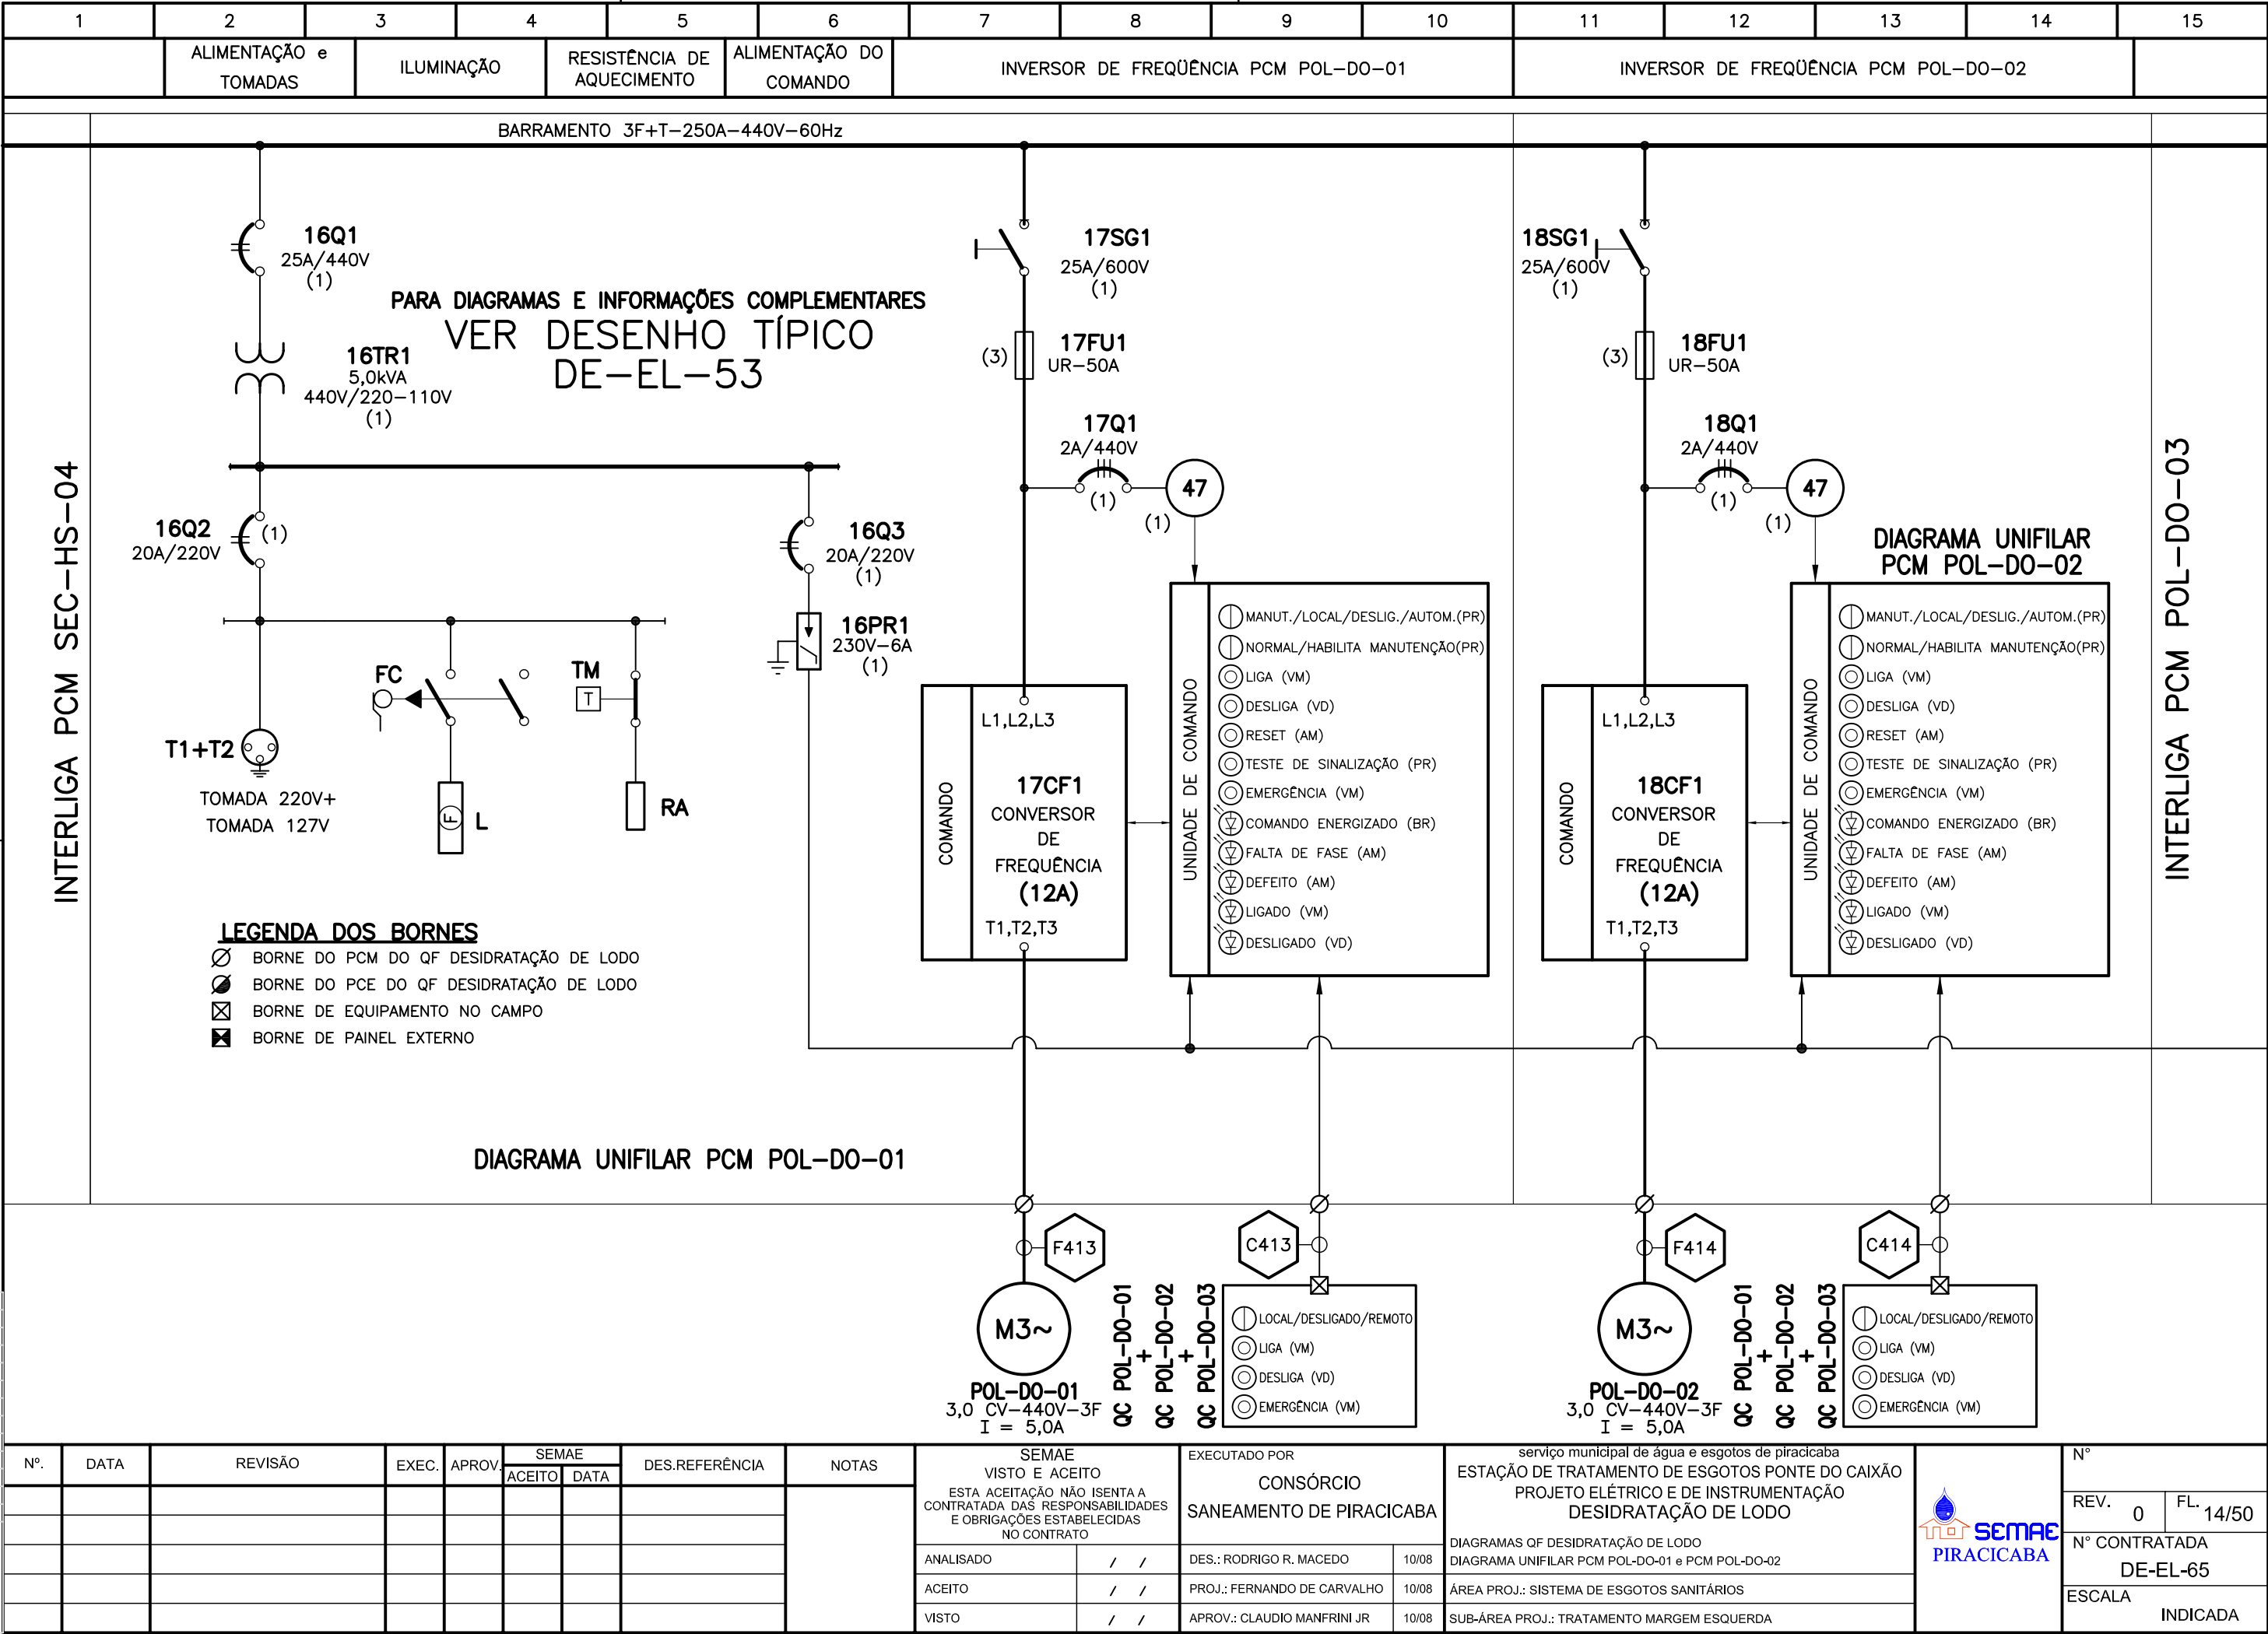 1 2 3 4 5 6 7 8 9 10 11 12 13 14 15
ALIMENTAÇÃO e
TOMADAS
ILUMINAÇÃO
RESISTÊNCIA DE
AQUECIMENTO
ALIMENTAÇÃO DO
COMANDO
INVERSOR DE FREQÜÊNCIA PCM POL-DO-01
INVERSOR DE FREQÜÊNCIA PCM POL-DO-02
BARRAMENTO 3F+T-250A-440V-60Hz
INTERLIGA PCM SEC-HS-04
16Q1
25A/440V
(1)
PARA DIAGRAMAS E INFORMAÇÕES COMPLEMENTARES
VER DESENHO TÍPICO
DE-EL-53
16TR1
5,0kVA
440V/220-110V
(1)
16Q2
20A/220V
(1)
16Q3
20A/220V
(1)
16PR1
230V-6A
(1)
FC
TM
T
T1+T2
TOMADA 220V+
TOMADA 127V
F
L
RA
LEGENDA DOS BORNES
BORNE DO PCM DO QF DESIDRATAÇÃO DE LODO
BORNE DO PCE DO QF DESIDRATAÇÃO DE LODO
BORNE DE EQUIPAMENTO NO CAMPO
BORNE DE PAINEL EXTERNO
DIAGRAMA UNIFILAR PCM POL-DO-01
17SG1
25A/600V
(1)
(3)
17FU1
UR-50A
17Q1
2A/440V
(1)
47
(1)
COMANDO
L1,L2,L3
17CF1
CONVERSOR
DE
FREQUÊNCIA
(12A)
T1,T2,T3
UNIDADE DE COMANDO
MANUT./LOCAL/DESLIG./AUTOM.(PR)
NORMAL/HABILITA MANUTENÇÃO(PR)
LIGA (VM)
DESLIGA (VD)
RESET (AM)
TESTE DE SINALIZAÇÃO (PR)
EMERGÊNCIA (VM)
COMANDO ENERGIZADO (BR)
FALTA DE FASE (AM)
DEFEITO (AM)
LIGADO (VM)
DESLIGADO (VD)
F413
C413
M3~
POL-DO-01
3,0 CV-440V-3F
I = 5,0A
QC POL-DO-01
+
QC POL-DO-02
+
QC POL-DO-03
LOCAL/DESLIGADO/REMOTO
LIGA (VM)
DESLIGA (VD)
EMERGÊNCIA (VM)
18SG1
25A/600V
(1)
(3)
18FU1
UR-50A
18Q1
2A/440V
(1)
47
(1)
DIAGRAMA UNIFILAR
PCM POL-DO-02
COMANDO
L1,L2,L3
18CF1
CONVERSOR
DE
FREQUÊNCIA
(12A)
T1,T2,T3
UNIDADE DE COMANDO
MANUT./LOCAL/DESLIG./AUTOM.(PR)
NORMAL/HABILITA MANUTENÇÃO(PR)
LIGA (VM)
DESLIGA (VD)
RESET (AM)
TESTE DE SINALIZAÇÃO (PR)
EMERGÊNCIA (VM)
COMANDO ENERGIZADO (BR)
FALTA DE FASE (AM)
DEFEITO (AM)
LIGADO (VM)
DESLIGADO (VD)
F414
C414
M3~
POL-DO-02
3,0 CV-440V-3F
I = 5,0A
QC POL-DO-01
+
QC POL-DO-02
+
QC POL-DO-03
LOCAL/DESLIGADO/REMOTO
LIGA (VM)
DESLIGA (VD)
EMERGÊNCIA (VM)
INTERLIGA PCM POL-DO-03
Nº. DATA REVISÃO EXEC. APROV. SEMAE ACEITO DATA DES.REFERÊNCIA NOTAS
SEMAE
VISTO E ACEITO
ESTA ACEITAÇÃO NÃO ISENTA A
CONTRATADA DAS RESPONSABILIDADES
E OBRIGAÇÕES ESTABELECIDAS
NO CONTRATO
ANALISADO / /
ACEITO / /
VISTO / /
EXECUTADO POR
CONSÓRCIO
SANEAMENTO DE PIRACICABA
DES.: RODRIGO R. MACEDO 10/08
PROJ.: FERNANDO DE CARVALHO 10/08
APROV.: CLAUDIO MANFRINI JR 10/08
serviço municipal de água e esgotos de piracicaba
ESTAÇÃO DE TRATAMENTO DE ESGOTOS PONTE DO CAIXÃO
PROJETO ELÉTRICO E DE INSTRUMENTAÇÃO
DESIDRATAÇÃO DE LODO
DIAGRAMAS QF DESIDRATAÇÃO DE LODO
DIAGRAMA UNIFILAR PCM POL-DO-01 e PCM POL-DO-02
ÁREA PROJ.: SISTEMA DE ESGOTOS SANITÁRIOS
SUB-ÁREA PROJ.: TRATAMENTO MARGEM ESQUERDA
SEMAE
PIRACICABA
N°
REV. 0 FL. 14/50
N° CONTRATADA
DE-EL-65
ESCALA
INDICADA